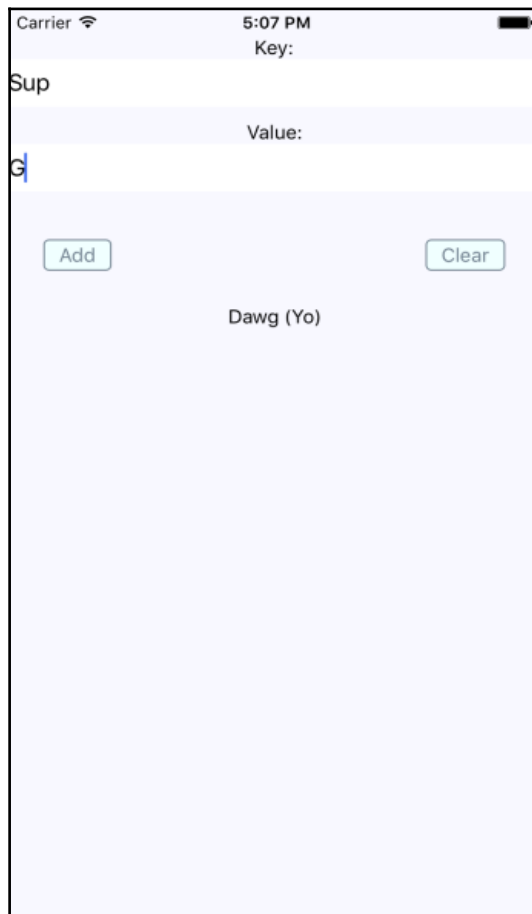 Carrier 5:07 PM
Key:
Sup
Value:
G
Add Clear
Dawg (Yo)